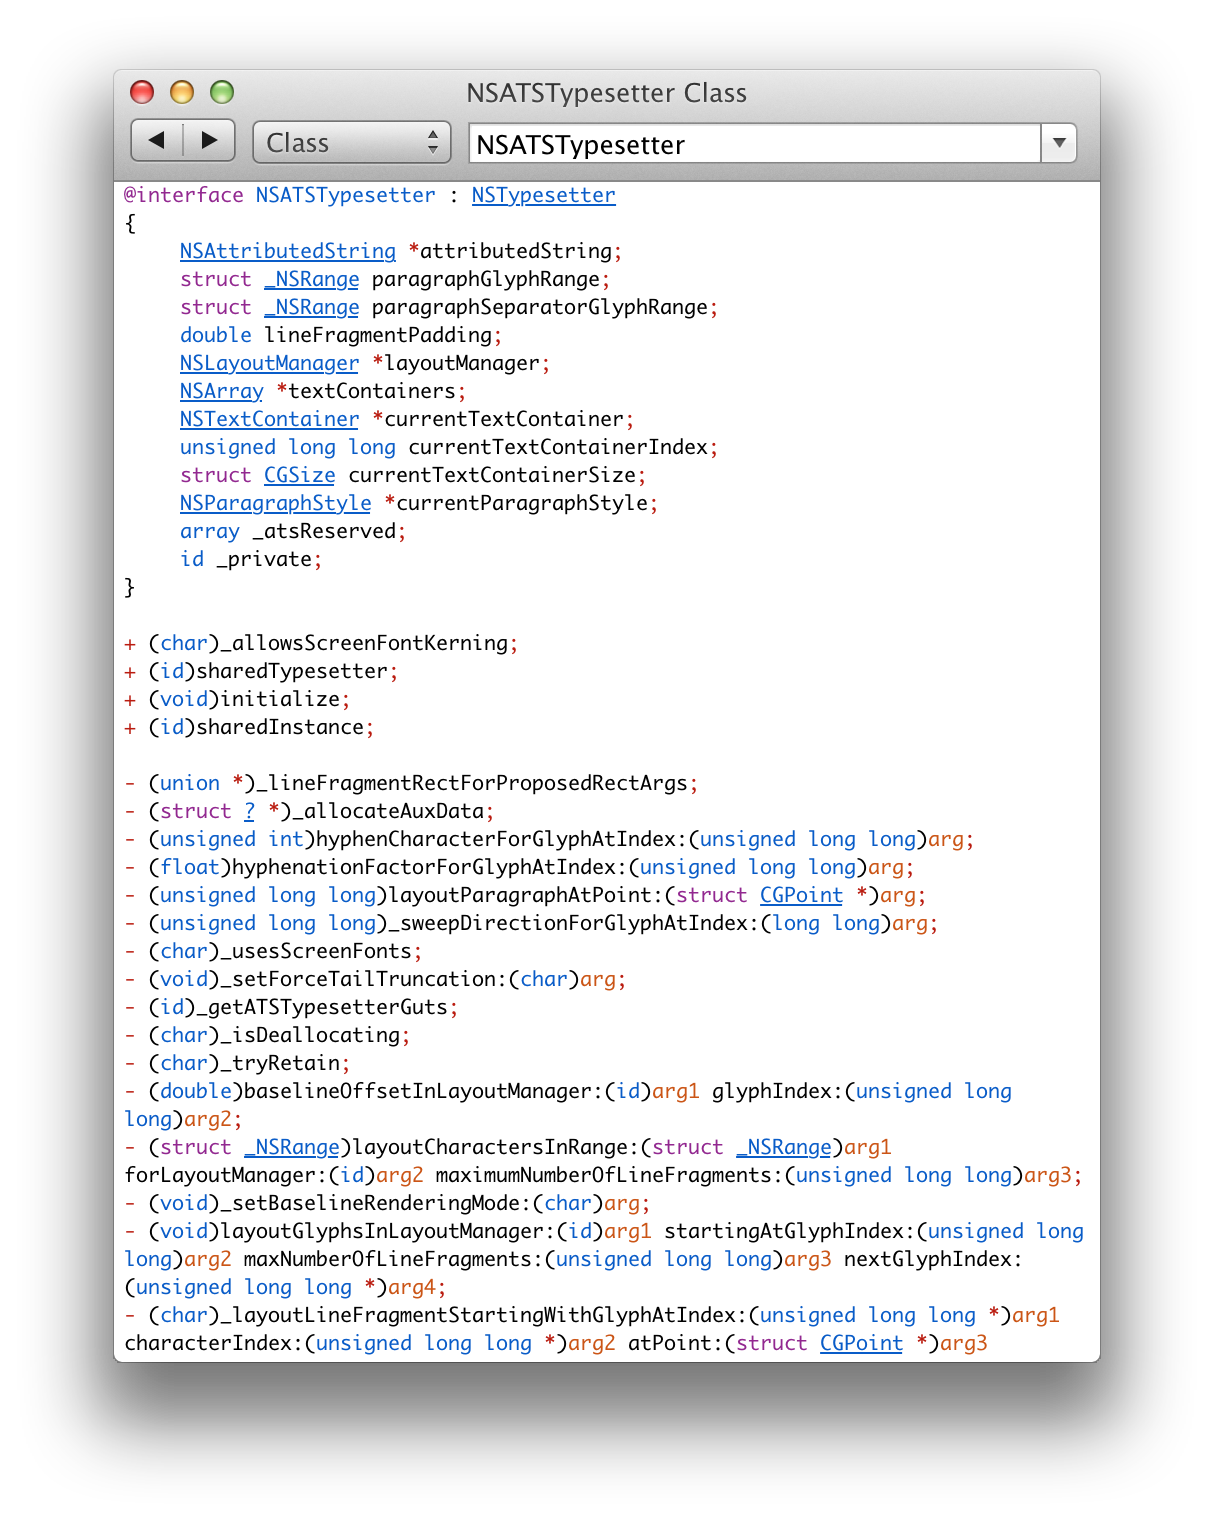 NSATSTypesetter Class
Class NSATSTypesetter
@interface NSATSTypesetter : NSTypesetter
{
NSAttributedString *attributedString;
struct _NSRange paragraphGlyphRange;
struct _NSRange paragraphSeparatorGlyphRange;
double lineFragmentPadding;
NSLayoutManager *layoutManager;
NSArray *textContainers;
NSTextContainer *currentTextContainer;
unsigned long long currentTextContainerIndex;
struct CGSize currentTextContainerSize;
NSParagraphStyle *currentParagraphStyle;
array _atsReserved;
id _private;
}
+ (char)_allowsScreenFontKerning;
+ (id)sharedTypesetter;
+ (void)initialize;
+ (id)sharedInstance;
- (union *)_lineFragmentRectForProposedRectArgs;
- (struct ? *)_allocateAuxData;
- (unsigned int)hyphenCharacterForGlyphAtIndex:(unsigned long long)arg;
- (float)hyphenationFactorForGlyphAtIndex:(unsigned long long)arg;
- (unsigned long long)layoutParagraphAtPoint:(struct CGPoint *)arg;
- (unsigned long long)_sweepDirectionForGlyphAtIndex:(long long)arg;
- (char)_usesScreenFonts;
- (void)_setForceTailTruncation:(char)arg;
- (id)_getATSTypesetterGuts;
- (char)_isDeallocating;
- (char)_tryRetain;
- (double)baselineOffsetInLayoutManager:(id)arg1 glyphIndex:(unsigned long
long)arg2;
- (struct _NSRange)layoutCharactersInRange:(struct _NSRange)arg1
forLayoutManager:(id)arg2 maximumNumberOfLineFragments:(unsigned long long)arg3;
- (void)_setBaselineRenderingMode:(char)arg;
- (void)layoutGlyphsInLayoutManager:(id)arg1 startingAtGlyphIndex:(unsigned long
long)arg2 maxNumberOfLineFragments:(unsigned long long)arg3 nextGlyphIndex:
(unsigned long long *)arg4;
- (char)_layoutLineFragmentStartingWithGlyphAtIndex:(unsigned long long *)arg1
characterIndex:(unsigned long long *)arg2 atPoint:(struct CGPoint *)arg3